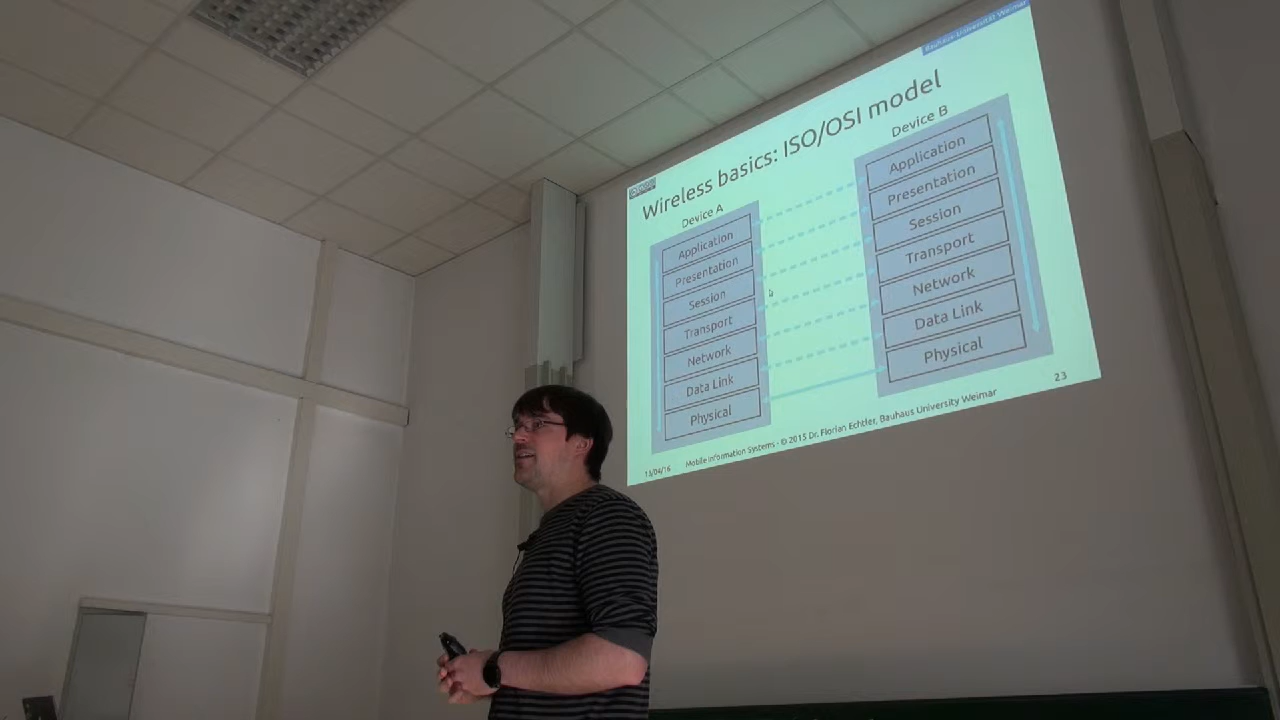 Bauhaus-Universität Weimar
Wireless basics: ISO/OSI model
Device A
Application
Presentation
Session
Transport
Network
Data Link
Physical
Device B
Application
Presentation
Session
Transport
Network
Data Link
Physical
13/04/16
Mobile Information Systems - © 2015 Dr. Florian Echtler, Bauhaus University Weimar
23